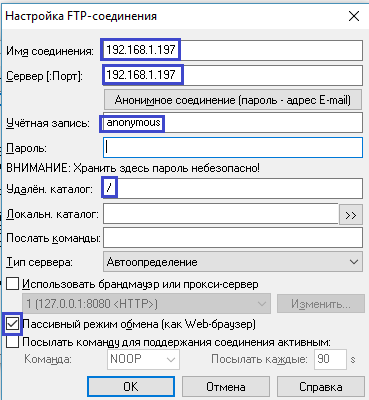 Настройка FTP-соединения
Имя соединения: 192.168.1.197
Сервер [:Порт]: 192.168.1.197
Анонимное соединение (пароль - адрес E-mail)
Учётная запись: anonymous
Пароль:
ВНИМАНИЕ: Хранить здесь пароль небезопасно!
Удалён. каталог: /
Локальн. каталог: >>
Послать команды:
Тип сервера: Автоопределение
Использовать брандмауэр или прокси-сервер
1 (127.0.0.1:8080 <HTTP>) Изменить...
Пассивный режим обмена (как Web-браузер)
Посылать команду для поддержания соединения активным:
Команда: NOOP Посылать каждые: 90 s
OK Отмена Справка